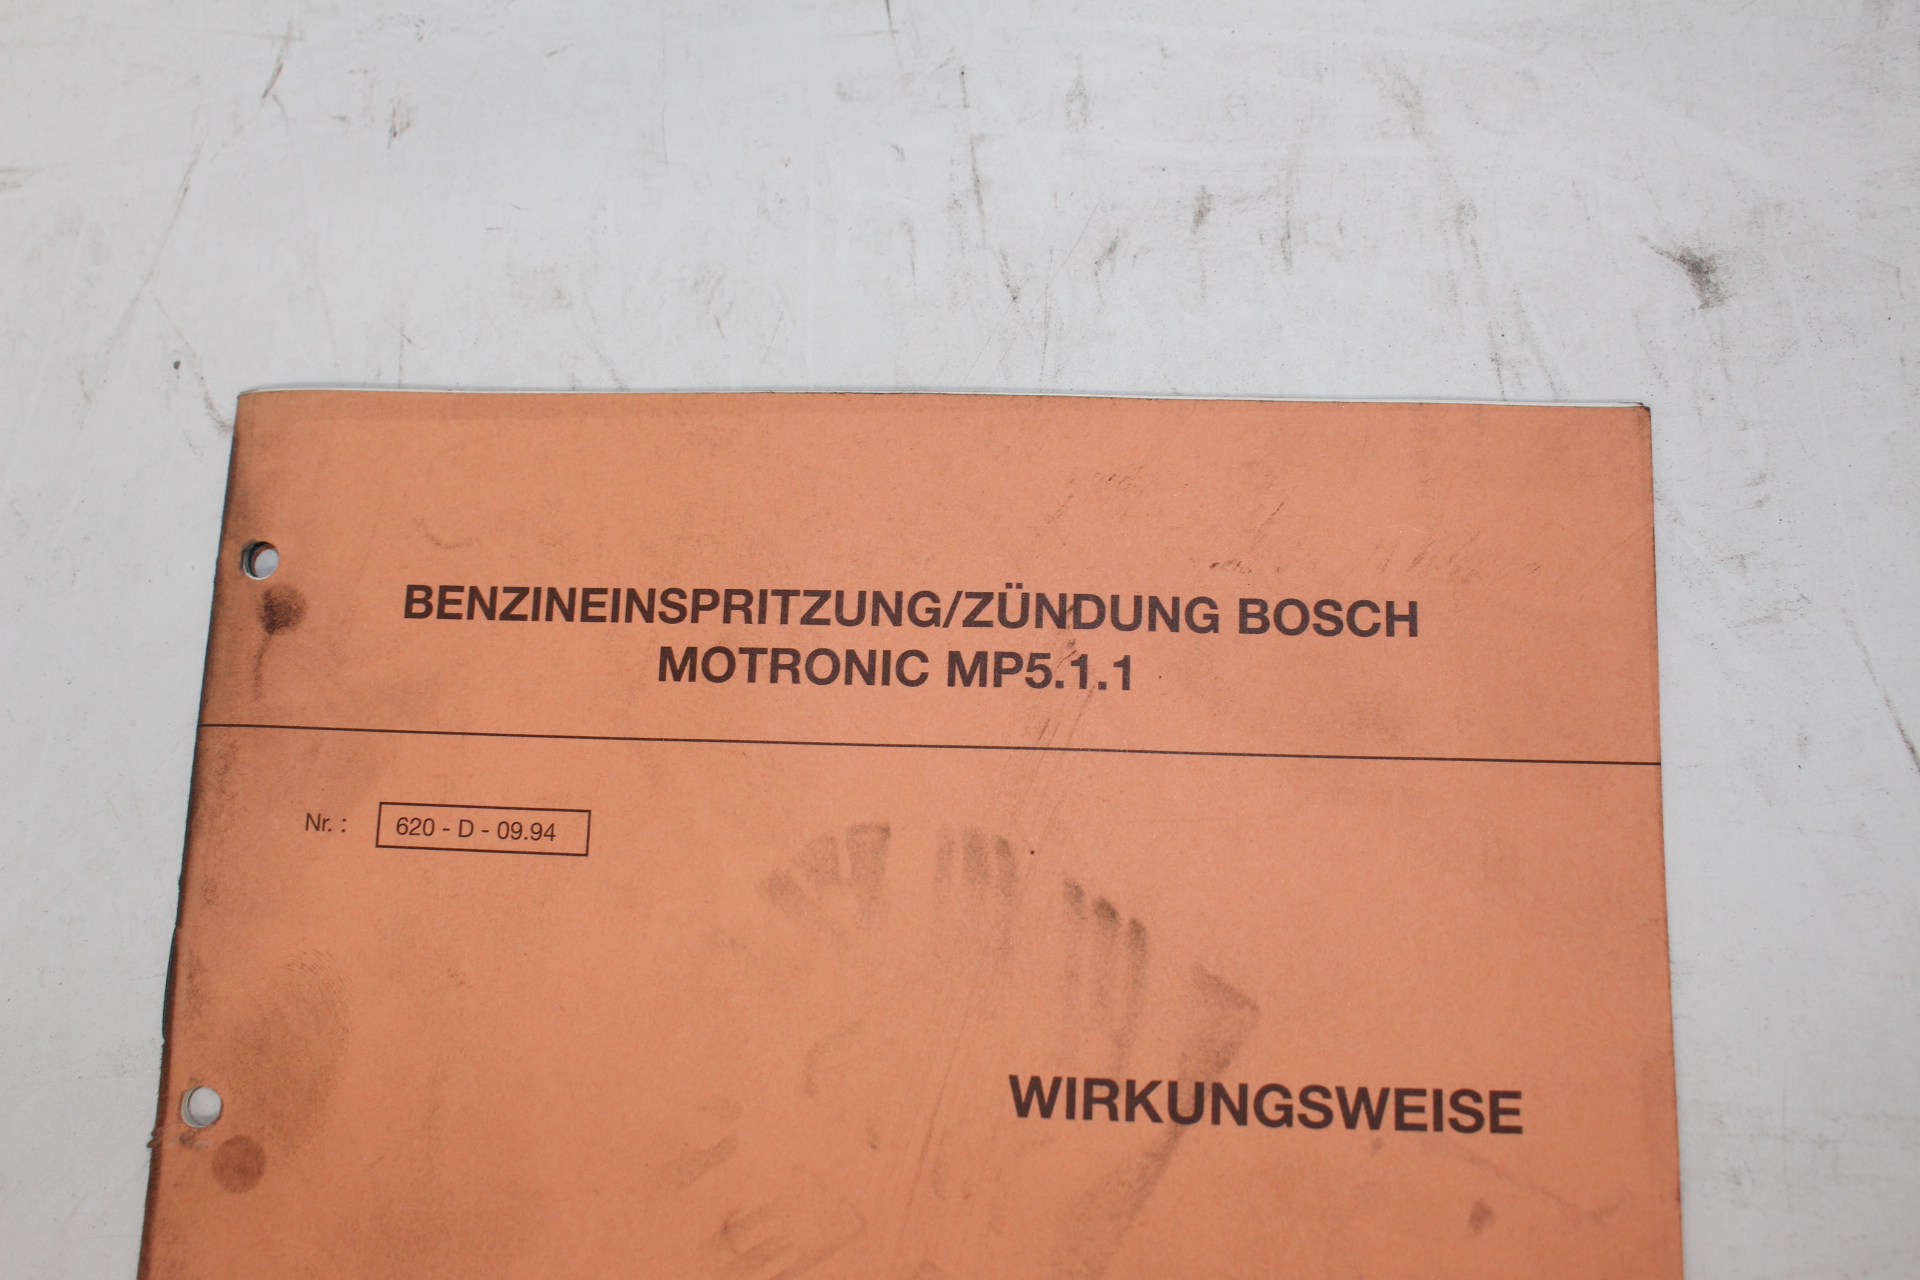 BENZINEINSPRITZUNG/ZÜNDUNG BOSCH
MOTRONIC MP5.1.1
Nr. : 620 - D - 09.94
WIRKUNGSWEISE